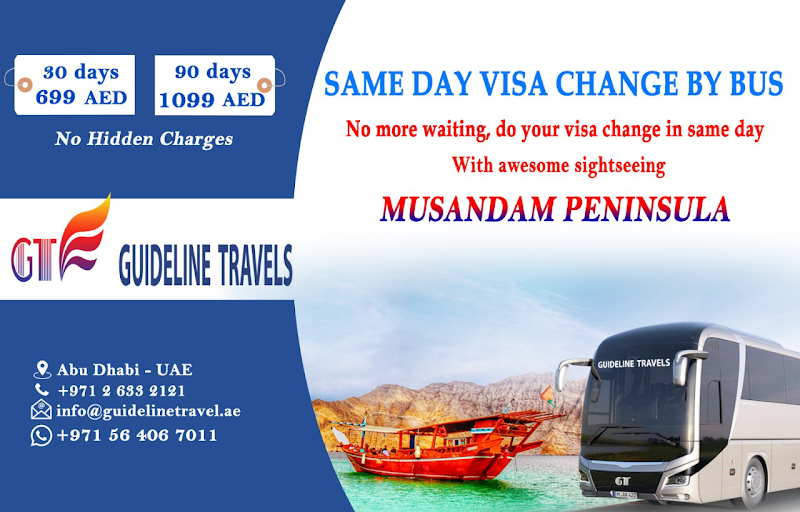 30 days
699 AED
90 days
1099 AED
No Hidden Charges
GT
GUIDELINE TRAVELS
Abu Dhabi - UAE
+971 2 633 2121
info@guidelinetravel.ae
+971 56 406 7011
SAME DAY VISA CHANGE BY BUS
No more waiting, do your visa change in same day
With awesome sightseeing
MUSANDAM PENINSULA
GUIDELINE TRAVELS
GT